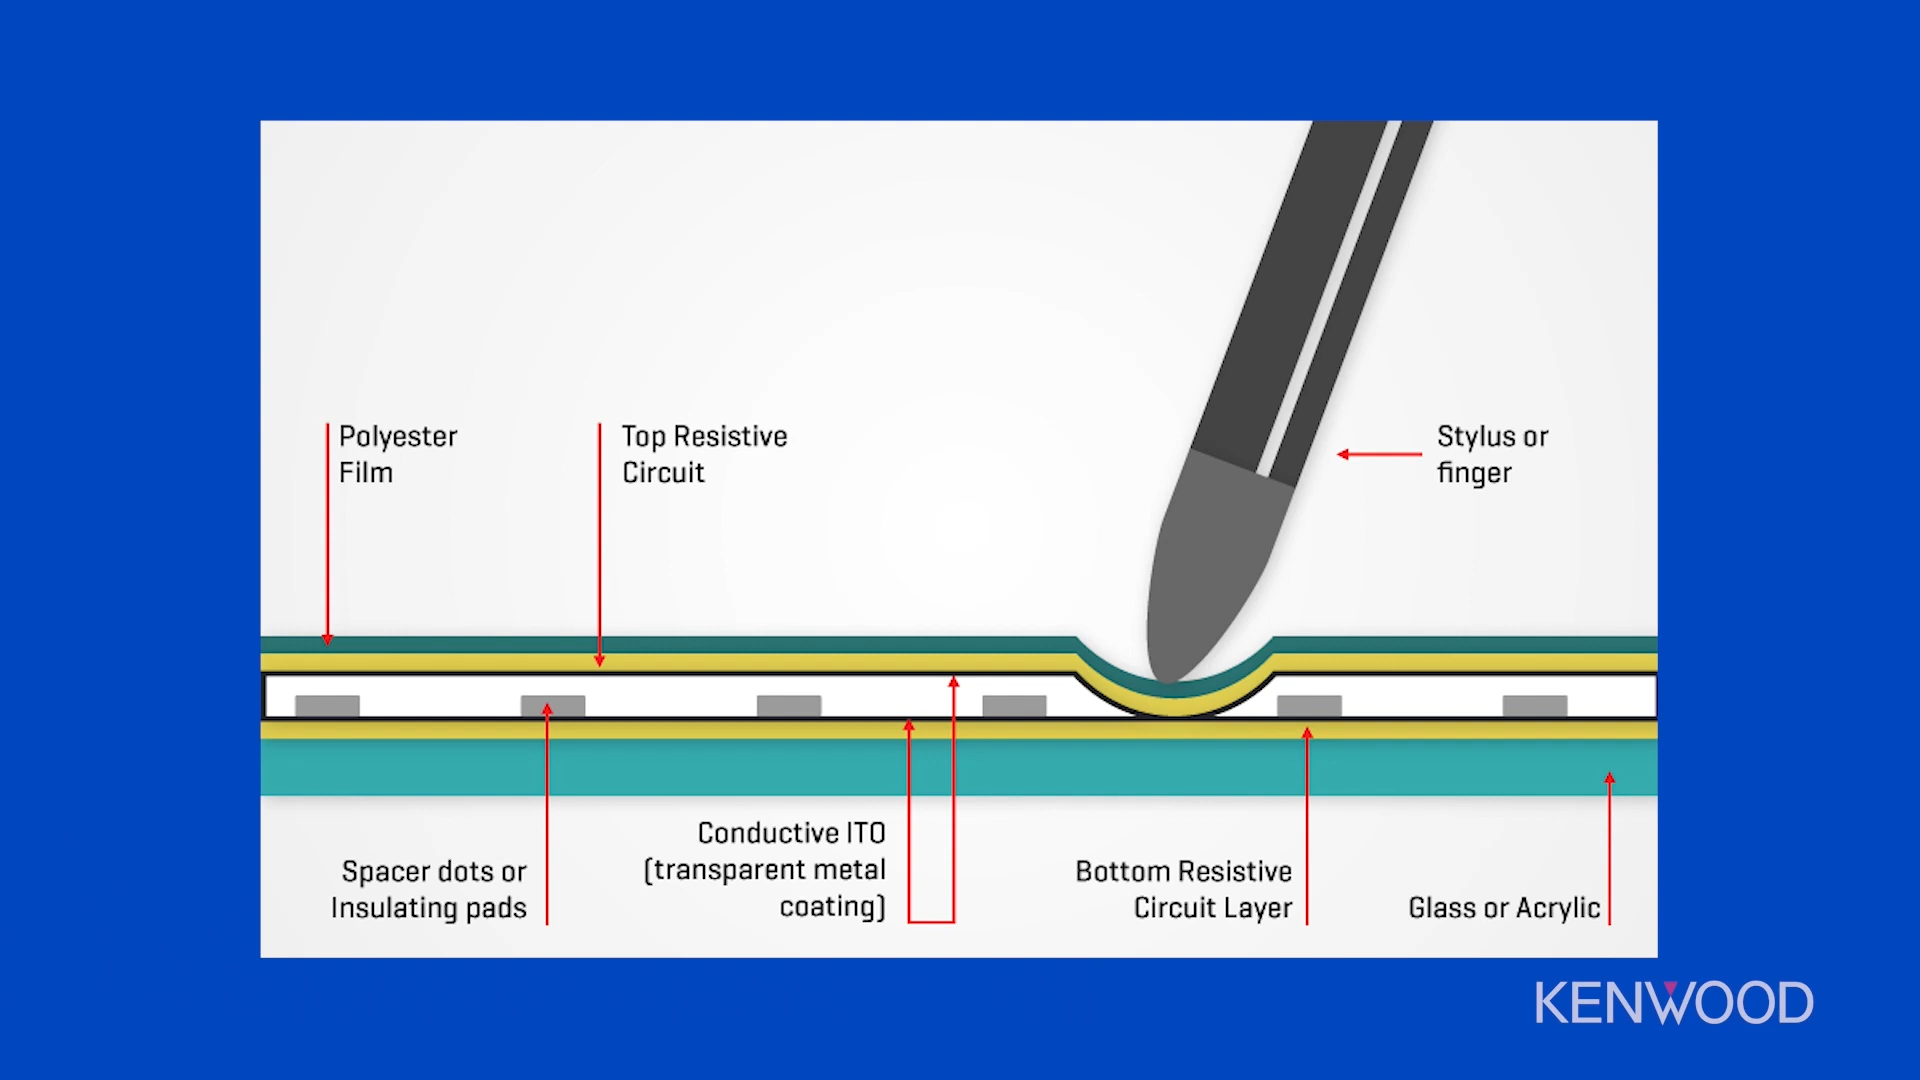 Polyester
Film
Top Resistive
Circuit
Stylus or
finger
Spacer dots or
Insulating pads
Conductive ITO
(transparent metal
coating)
Bottom Resistive
Circuit Layer
Glass or Acrylic
KENWOOD